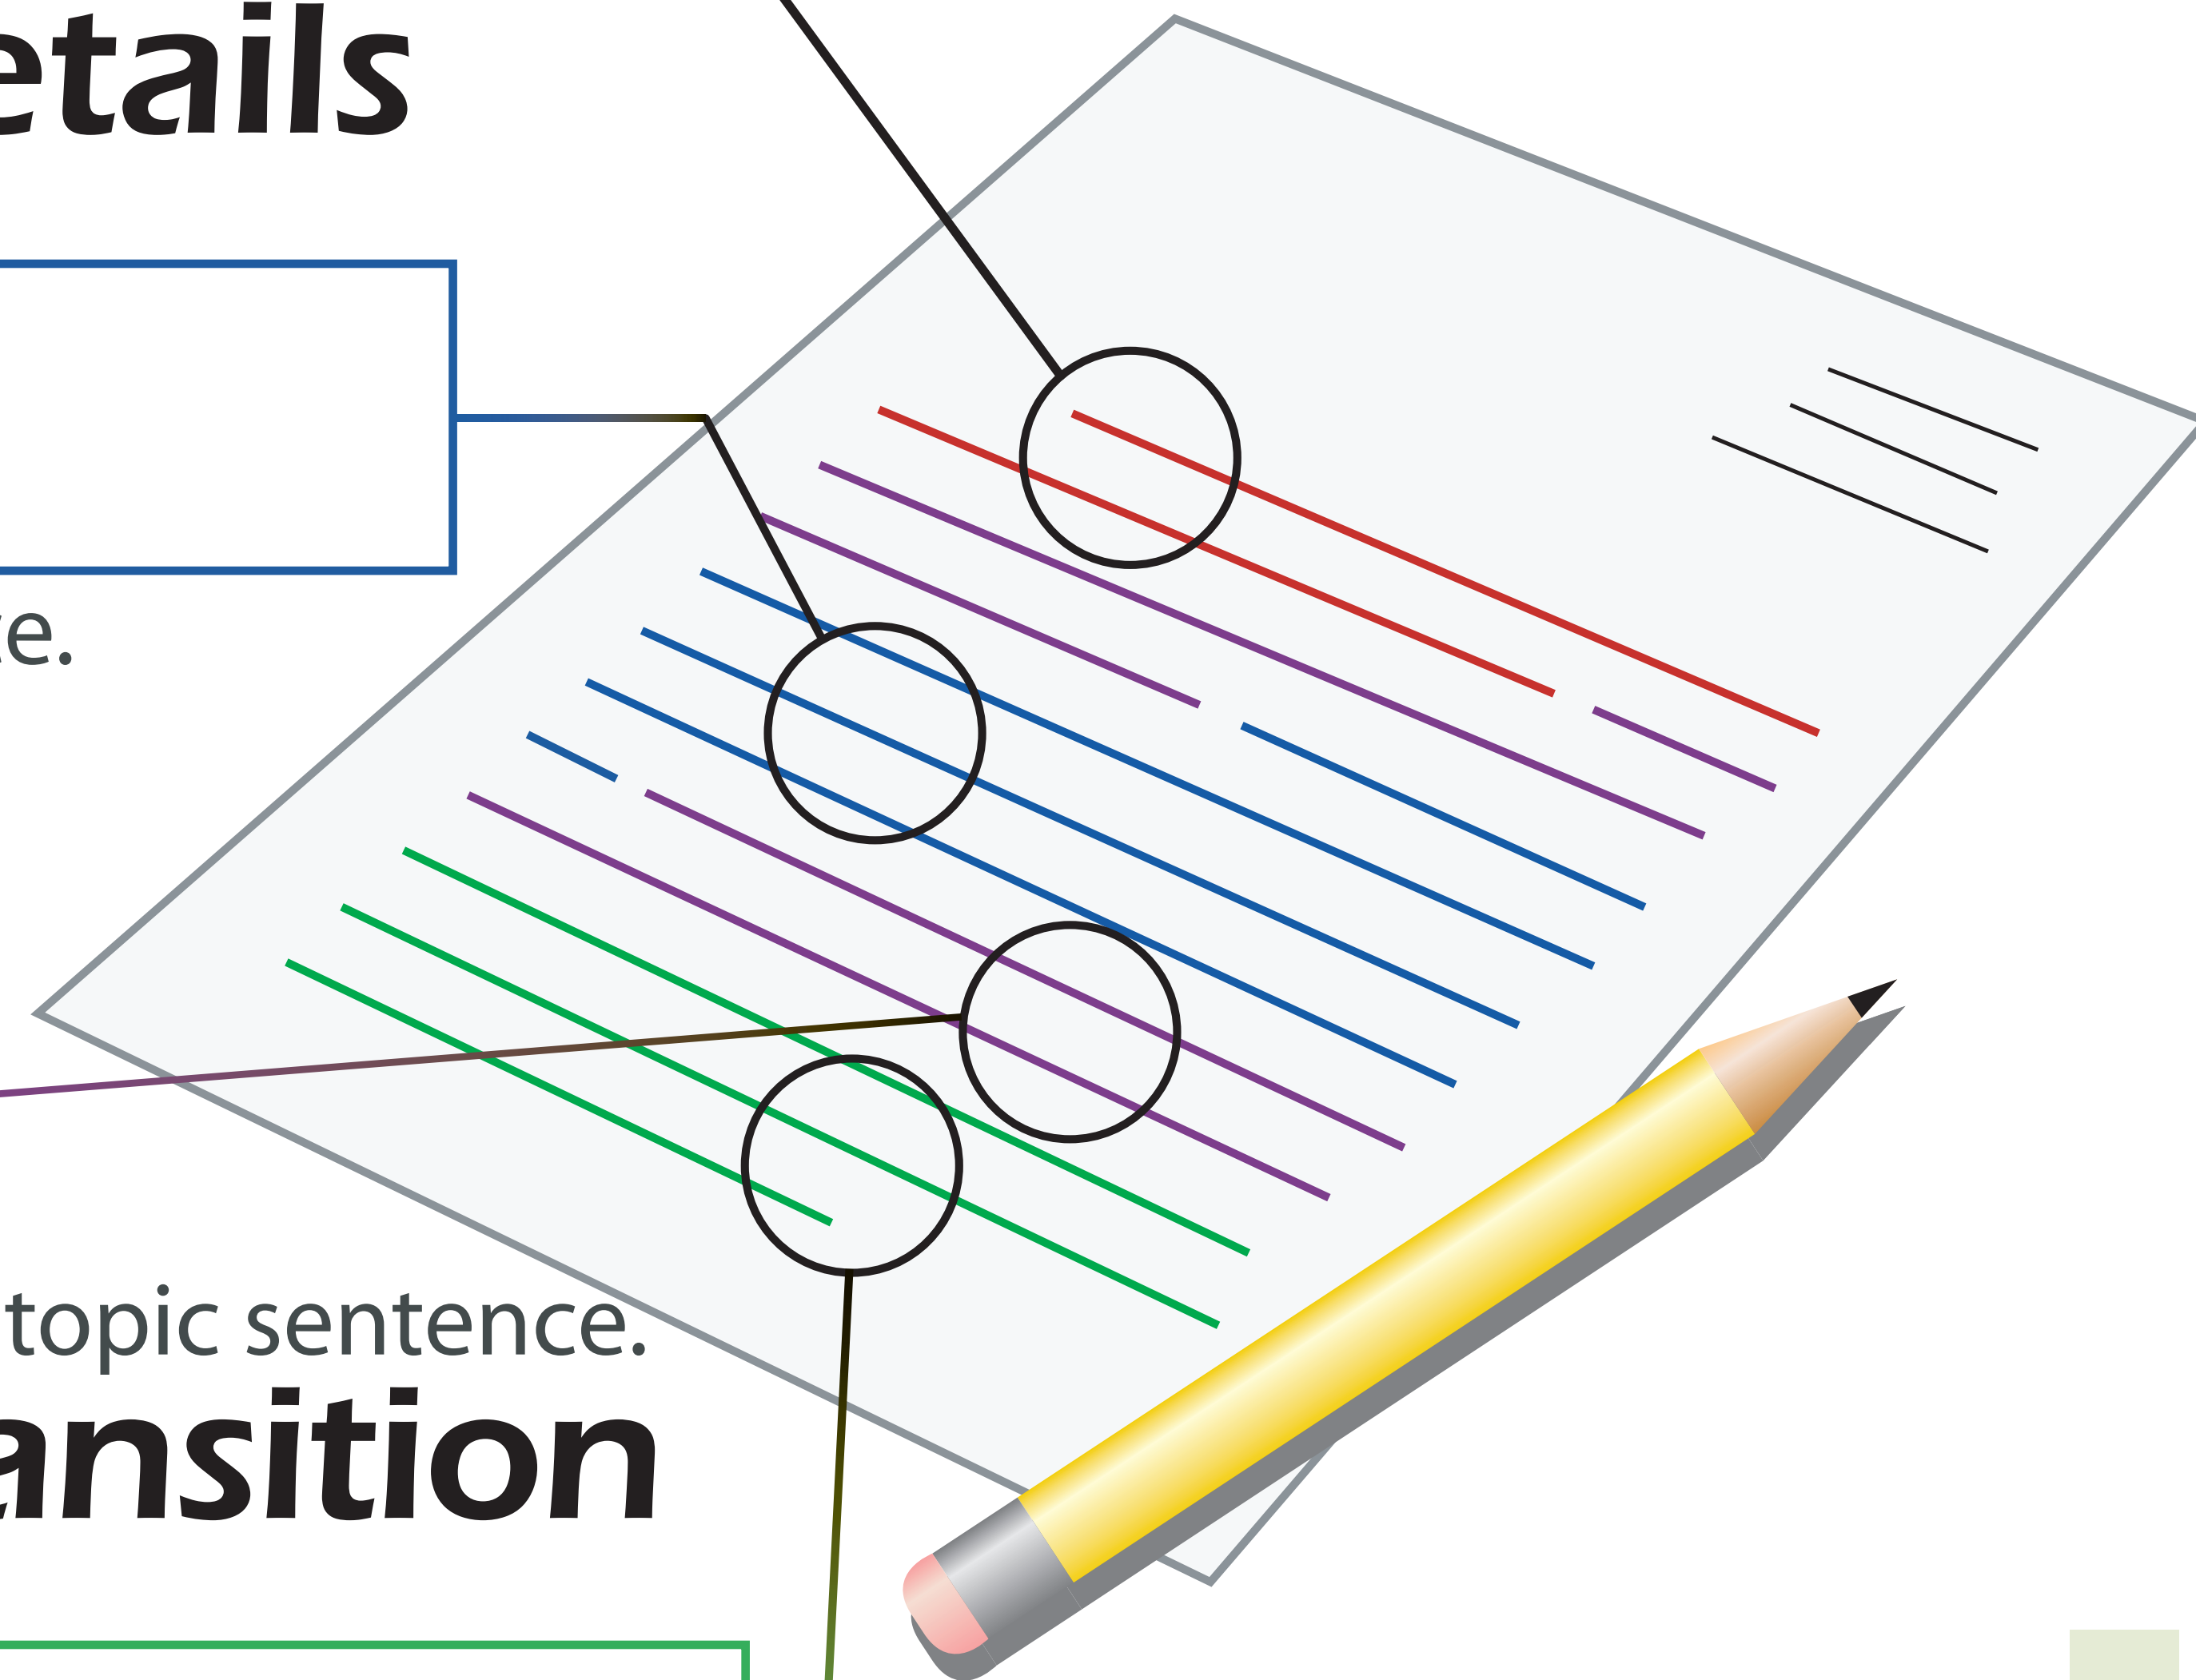 etails
e.
topic sentence.
ansition